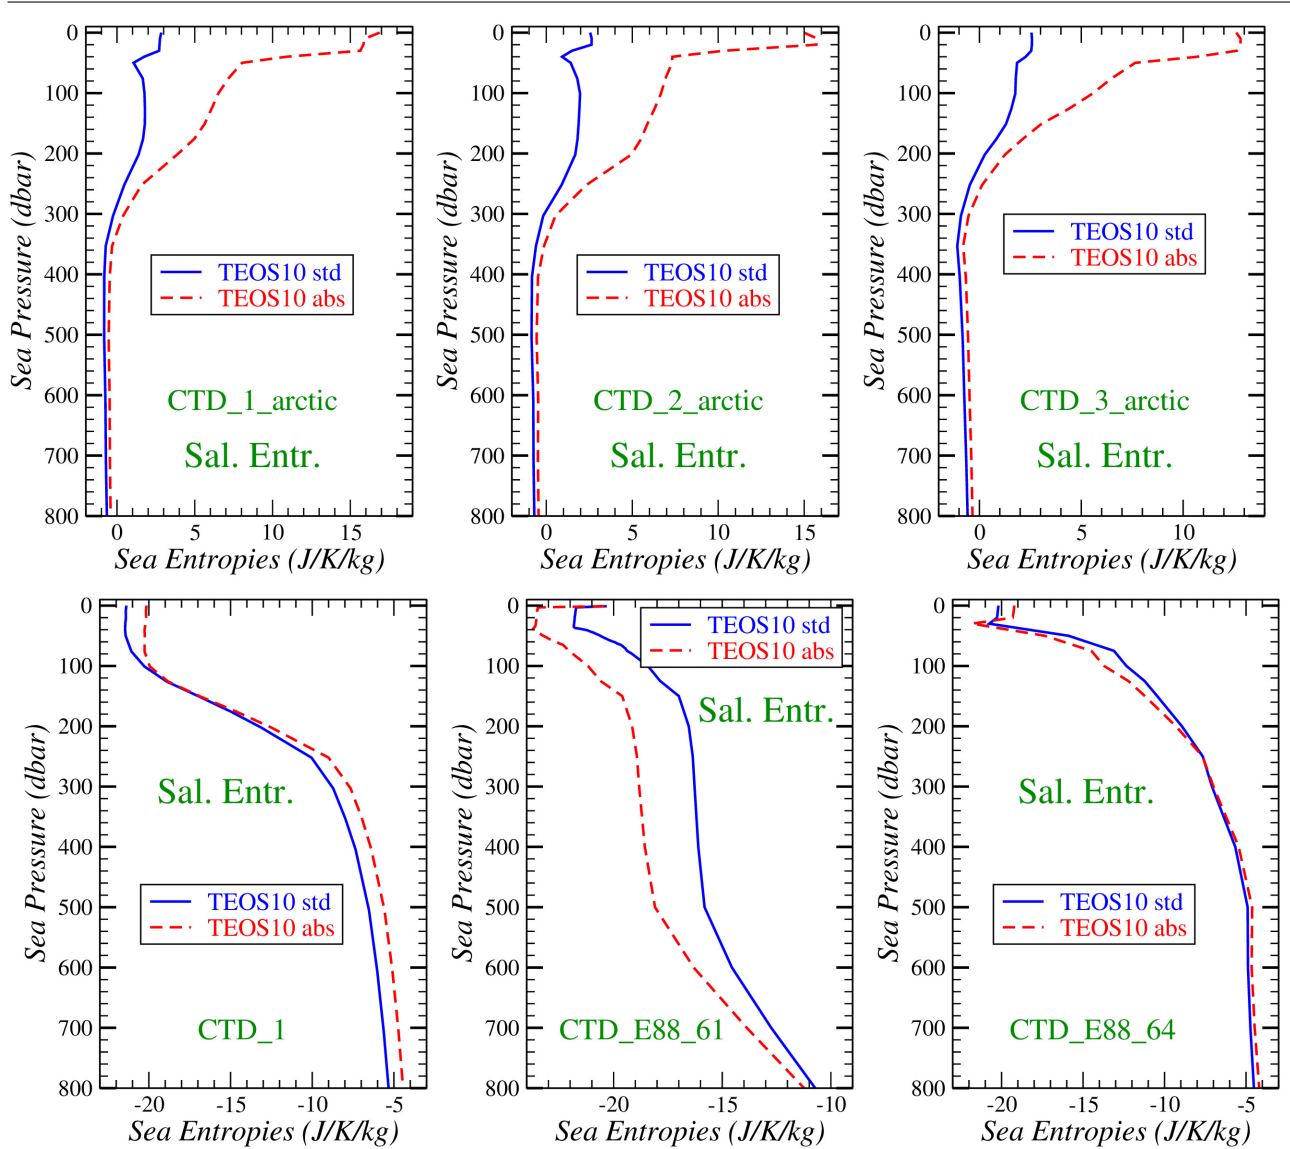 0
100
200
300
400
500
600
700
800
Sea Pressure (dbar)
TEOS10 std
TEOS10 abs
CTD_1_arctic
Sal. Entr.
0 5 10 15
Sea Entropies (J/K/kg)
0
100
200
300
400
500
600
700
800
Sea Pressure (dbar)
TEOS10 std
TEOS10 abs
CTD_2_arctic
Sal. Entr.
0 5 10 15
Sea Entropies (J/K/kg)
0
100
200
300
400
500
600
700
800
Sea Pressure (dbar)
TEOS10 std
TEOS10 abs
CTD_3_arctic
Sal. Entr.
0 5 10
Sea Entropies (J/K/kg)
0
100
200
300
400
500
600
700
800
Sea Pressure (dbar)
Sal. Entr.
TEOS10 std
TEOS10 abs
CTD_1
-20 -15 -10 -5
Sea Entropies (J/K/kg)
0
100
200
300
400
500
600
700
800
Sea Pressure (dbar)
TEOS10 std
TEOS10 abs
Sal. Entr.
CTD_E88_61
-20 -15 -10
Sea Entropies (J/K/kg)
0
100
200
300
400
500
600
700
800
Sea Pressure (dbar)
Sal. Entr.
TEOS10 std
TEOS10 abs
CTD_E88_64
-20 -15 -10 -5
Sea Entropies (J/K/kg)